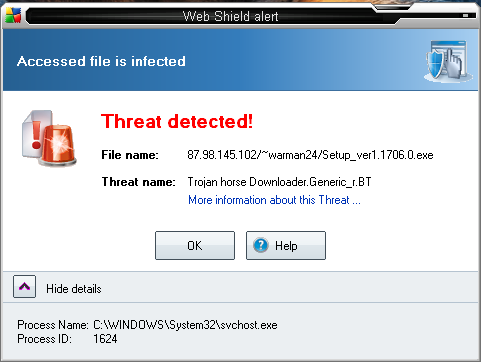 Web Shield alert
Accessed file is infected
Threat detected!
File name: 87.98.145.102/~warman24/Setup_ver1.1706.0.exe
Threat name: Trojan horse Downloader.Generic_r.BT
More information about this Threat ...
OK
Help
Hide details
Process Name: C:\WINDOWS\System32\svchost.exe
Process ID: 1624